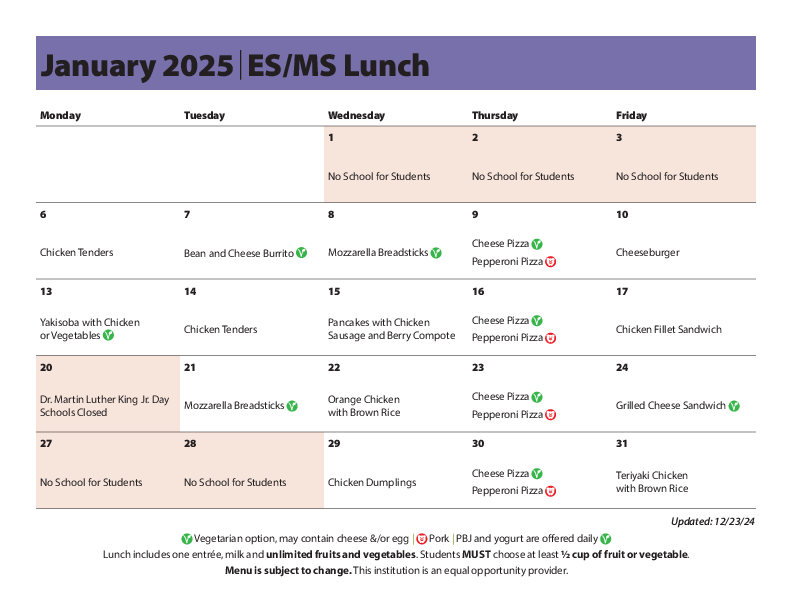 January 2025 | ES/MS Lunch
Monday Tuesday Wednesday Thursday Friday
1 2 3
No School for Students No School for Students No School for Students
6 7 8 9 10
Chicken Tenders Bean and Cheese Burrito V Mozzarella Breadsticks V Cheese Pizza V Cheeseburger
Pepperoni Pizza
13 14 15 16 17
Yakisoba with Chicken
or Vegetables V
Chicken Tenders
Pancakes with Chicken
Sausage and Berry Compote
Cheese Pizza V
Pepperoni Pizza
Chicken Fillet Sandwich
20 21 22 23 24
Dr. Martin Luther King Jr. Day
Schools Closed
Mozzarella Breadsticks V
Orange Chicken
with Brown Rice
Cheese Pizza V
Pepperoni Pizza
Grilled Cheese Sandwich V
27 28 29 30 31
No School for Students
No School for Students
Chicken Dumplings
Cheese Pizza V
Pepperoni Pizza
Teriyaki Chicken
with Brown Rice
Updated: 12/23/24
V Vegetarian option, may contain cheese &/or egg | Pork | PBJ and yogurt are offered daily V
Lunch includes one entrée, milk and unlimited fruits and vegetables. Students MUST choose at least ½ cup of fruit or vegetable.
Menu is subject to change. This institution is an equal opportunity provider.